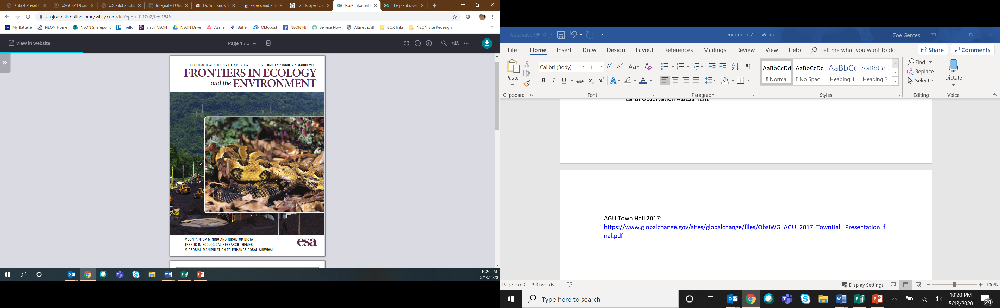 Krita 4 Preset B
USGCRP Obser
U.S. Global Cha
Integrated Obs
Do You Know W
Papers and Pub
Landscape Ecol
Issue Informati
The plant diver
esajournals.onlinelibrary.wiley.com/doi/epdf/10.1002/fee.1846
My Battelle
NEON Home
NEON Sharepoint
Trello
Slack NEON
NEON Drive
Asana
Buffer
Oktopost
NEON FB
Service Now
Altmetric it!
BOX links
NEON Site Redesign
View in website
Page 1 / 3
THE ECOLOGICAL SOCIETY OF AMERICA
VOLUME 17 • ISSUE 2 • MARCH 2019
FRONTIERS IN ECOLOGY
and the ENVIRONMENT
MOUNTAINTOP MINING AND RIDGETOP BIOTA
TRENDS IN ECOLOGICAL RESEARCH THEMES
MICROBIAL MANIPULATION TO ENHANCE CORAL SURVIVAL
esa
10:20 PM
5/13/2020
AutoSave Off
Document7 - Word
Zoe Gentes
File
Home
Insert
Draw
Design
Layout
References
Mailings
Review
View
Help
Tell me what you want to do
Share
Comments
Paste
Clipboard
Calibri (Body)
11
Font
Paragraph
AaBbCcDd
¶ Normal
AaBbCcDd
¶ No Spac...
AaBbCc
Heading 1
AaBbCcD
Heading 2
Styles
Find
Replace
Select
Editing
Dictate
Voice
Earth Observation Assessment
AGU Town Hall 2017:
https://www.globalchange.gov/sites/globalchange/files/ObsIWG_AGU_2017_TownHall_Presentation_fi
nal.pdf
Page 2 of 2
320 words
Display Settings
100%
Type here to search
10:20 PM
5/13/2020
20